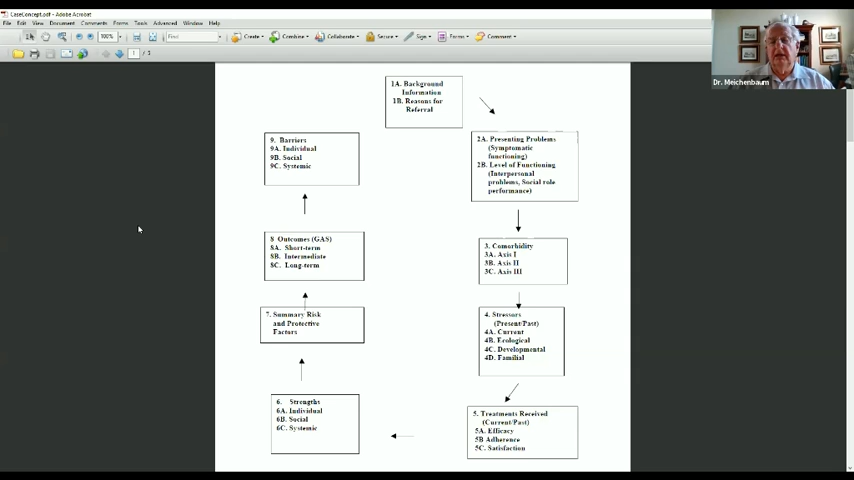 CaseConcept.pdf - Adobe Acrobat
File Edit View Document Comments Forms Tools Advanced Window Help
100% Find Create Combine Collaborate Secure Sign Forms Comment
1 / 3
Dr. Meichenbaum
1A. Background
Information
1B. Reasons for
Referral
2A. Presenting Problems
(Symptomatic
functioning)
2B. Level of Functioning
(Interpersonal
problems, Social role
performance)
3. Comorbidity
3A. Axis I
3B. Axis II
3C. Axis III
4. Stressors
(Present/Past)
4A. Current
4B. Ecological
4C. Developmental
4D. Familial
5. Treatments Received
(Current/Past)
5A. Efficacy
5B Adherence
5C. Satisfaction
6. Strengths
6A. Individual
6B. Social
6C. Systemic
7. Summary Risk
and Protective
Factors
8 Outcomes (GAS)
8A. Short-term
8B. Intermediate
8C. Long-term
9. Barriers
9A. Individual
9B. Social
9C. Systemic